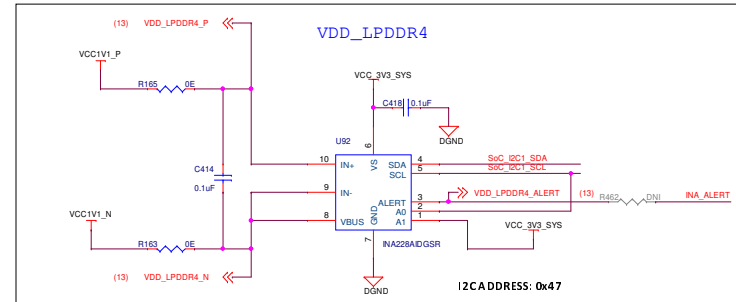 (13) VDD_LPDDR4_P
VDD_LPDDR4
VCC1V1_P
VCC_3V3_SYS
R165 0E
C418 0.1uF
DGND
U92
6
VS
10 IN+
SDA 4 SoC_I2C1_SDA
SCL 5 SoC_I2C1_SCL
C414
0.1uF
9 IN-
ALERT 3
VDD_LPDDR4_ALERT (13)
R462 DNI
INA_ALERT
A0 2
8 VBUS
GND
A1 1
VCC1V1_N
VCC_3V3_SYS
R163 0E
7
INA228AIDGSR
(13) VDD_LPDDR4_N
DGND
I2C ADDRESS: 0x47